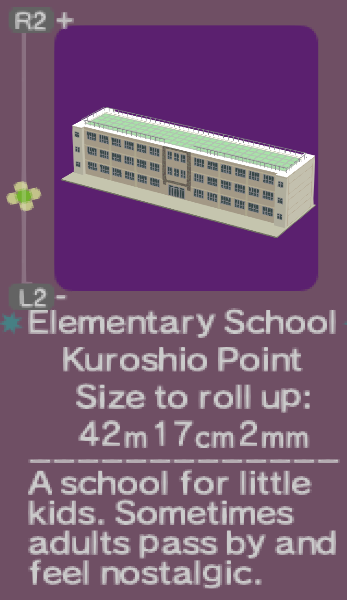 R2 +
L2 -
Elementary School
Kuroshio Point
Size to roll up:
42m17cm2mm
A school for little
kids. Sometimes
adults pass by and
feel nostalgic.